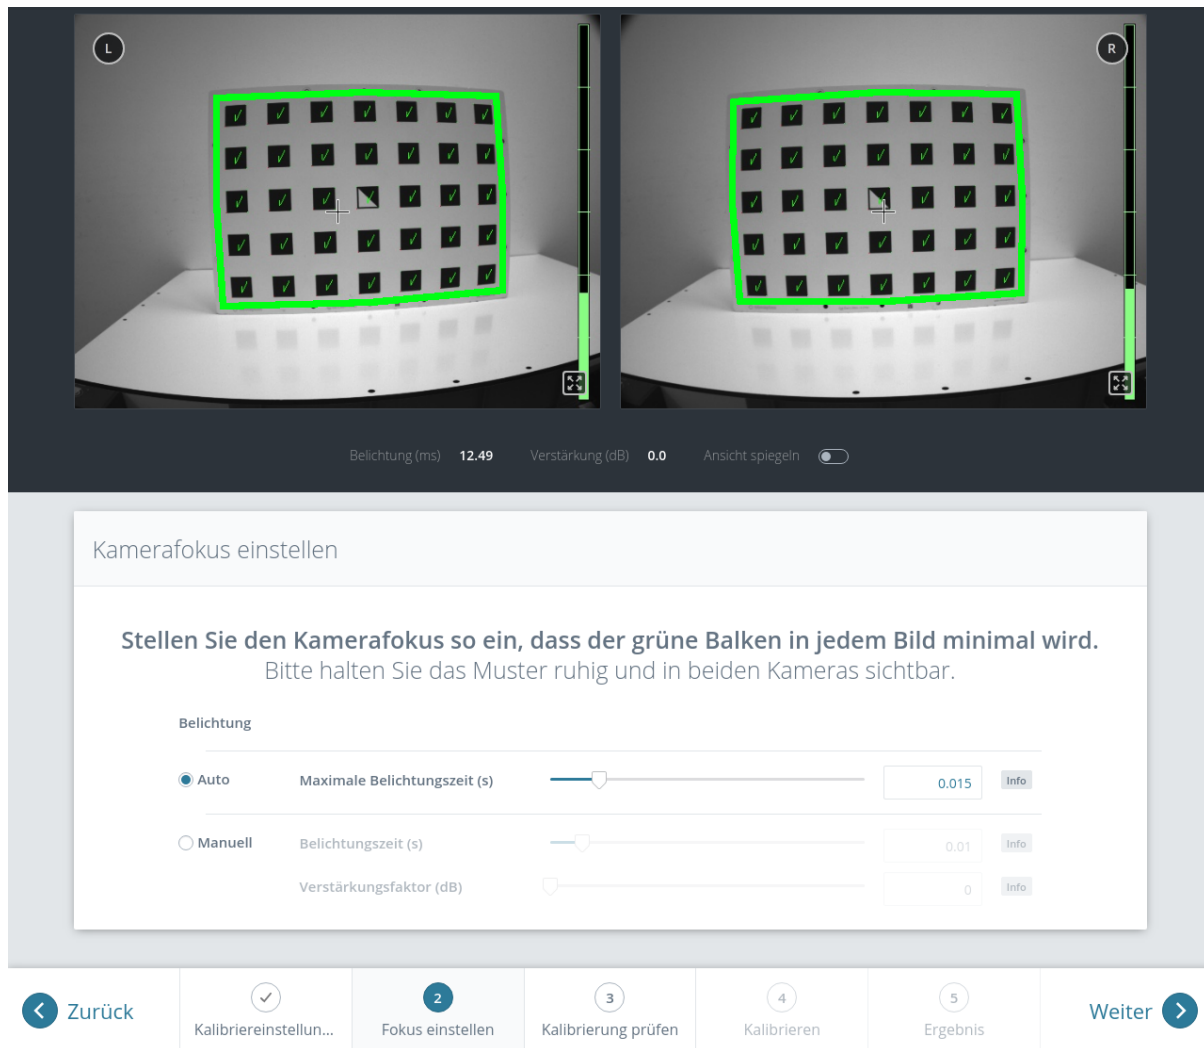 L
R
Belichtung (ms) 12.49 Verstärkung (dB) 0.0 Ansicht spiegeln
Kamerafokus einstellen
Stellen Sie den Kamerafokus so ein, dass der grüne Balken in jedem Bild minimal wird.
Bitte halten Sie das Muster ruhig und in beiden Kameras sichtbar.
Belichtung
Auto Maximale Belichtungszeit (s) 0.015 Info
Manuell Belichtungszeit (s) 0.01 Info
Verstärkungsfaktor (dB) 0 Info
Zurück
Kalibriereinstellun...
2
Fokus einstellen
3
Kalibrierung prüfen
4
Kalibrieren
5
Ergebnis
Weiter